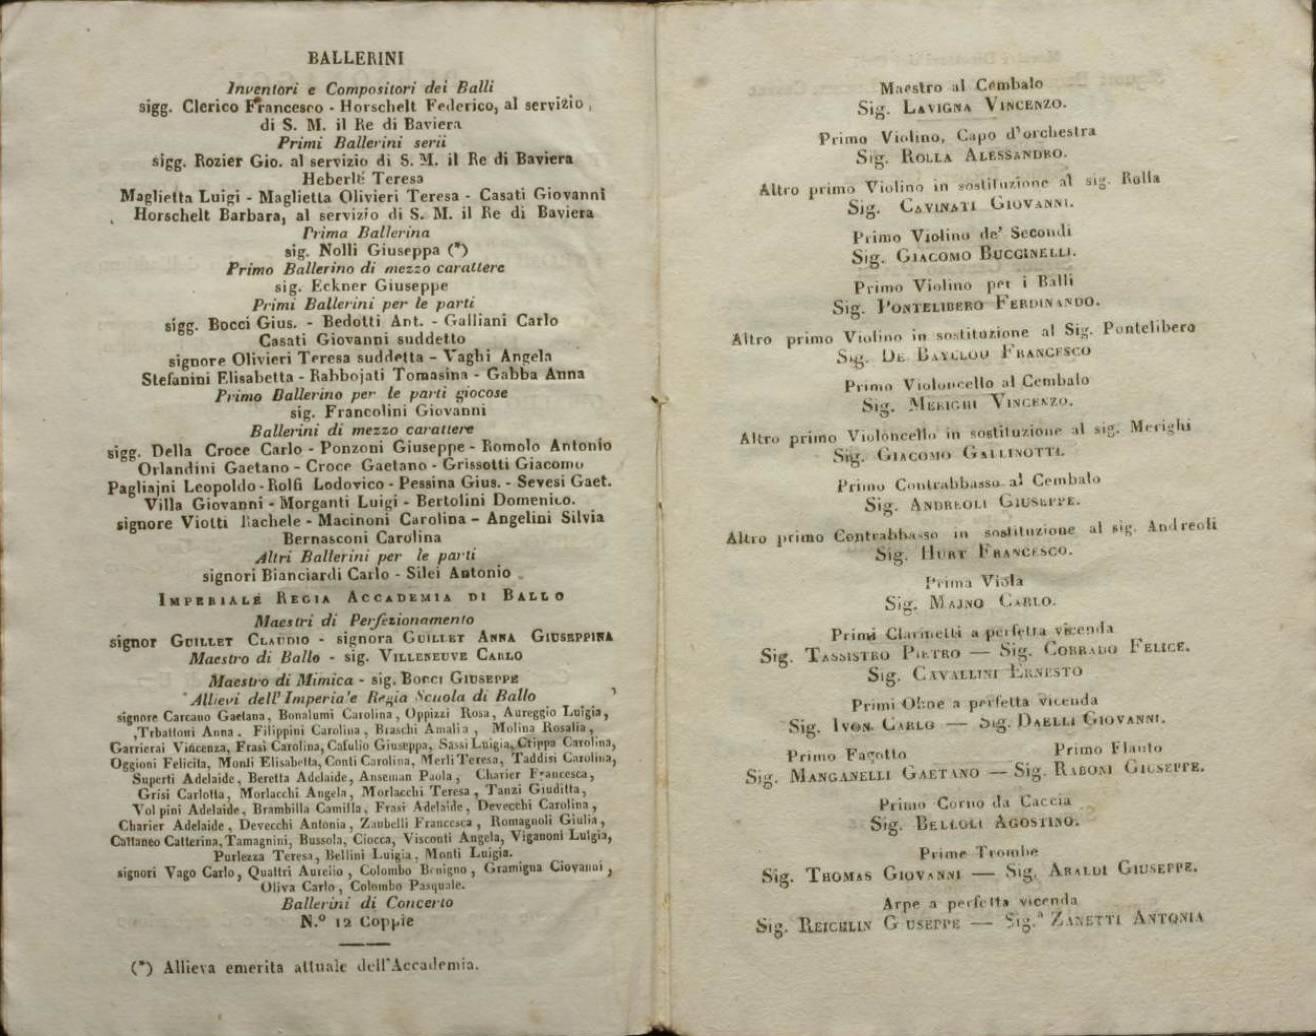 BALLERINI
Inventori e Compositori dei Balli
sigg. Clerico Francesco - Horschelt Federico, al servizio
di S. M. il Re di Baviera
Primi Ballerini serii
sigg. Rozier Gio. al servizio di S. M. il Re di Baviera
Heberlé Teresa
Maglietta Luigi - Maglietta Olivieri Teresa - Casati Giovanni
Horschelt Barbara, al servizio di S. M. il Re di Baviera
Prima Ballerina
sig. Nolli Giuseppa (*)
Primo Ballerino di mezzo carattere
sig. Eckner Giuseppe
Primi Ballerini per le parti
sigg. Bocci Gius. - Bedotti Ant. - Galliani Carlo
Casati Giovanni suddetto
signore Olivieri Teresa suddetta - Vaghi Angela
Stefanini Elisabetta - Rabbojati Tomasina - Gabba Anna
Primo Ballerino per le parti giocose
sig. Francolini Giovanni
Ballerini di mezzo carattere
sigg. Della Croce Carlo - Ponzoni Giuseppe - Romolo Antonio
Orlandini Gaetano - Croce Gaetano - Grissotti Giacomo
Pagliajni Leopoldo - Rolfi Lodovico - Pessina Gius. - Sevesi Gaet.
Villa Giovanni - Morganti Luigi - Bertolini Domenico.
signore Viotti Rachele - Macinoni Carolina - Angelini Silvia
Bernasconi Carolina
Altri Ballerini per le parti
signori Bianciardi Carlo - Silei Antonio
IMPERIALE REGIA ACCADEMIA DI BALLO
Maestri di Perfezionamento
signor GUILLET CLAUDIO - signora GUILLET ANNA GIUSEPPINA
Maestro di Ballo - sig. VILLENEUVE CARLO
Maestro di Mimica - sig. BOCCI GIUSEPPE
Allievi dell'Imperiale Regia Scuola di Ballo
signore Carcano Gaetana, Bonalumi Carolina, Oppizzi Rosa, Aureggio Luigia,
Trbattoni Anna. Filippini Carolina, Braschi Amalia, Molina Rosalia,
Garrierai Vincenza, Frasi Carolina, Cafulio Giuseppa, Sassi Luigia, Ctippa Carolina,
Oggioni Felicita, Monti Elisabetta, Conti Carolina, Merli Teresa, Taddisi Carolina,
Superti Adelaide, Beretta Adelaide, Anseman Paola, Charier Francesca,
Grisi Carlotta, Morlacchi Angela, Morlacchi Teresa, Tanzi Giuditta,
Volpini Adelaide, Brambilla Camilla, Frasi Adelaide, Devecchi Carolina,
Charier Adelaide, Devecchi Antonia, Zambelli Francesca, Romagnoli Giulia,
Cattaneo Catterina, Tamagnini, Bussola, Ciocca, Visconti Angela, Viganoni Luigia,
Purlezza Teresa, Bellini Luigia, Monti Luigia.
signori Vago Carlo, Quattri Aurelio, Colombo Benigno, Gramigna Giovanni,
Oliva Carlo, Colombo Pasquale.
Ballerini di Concerto
N.º 12 Coppie
(*) Allieva emerita attuale dell'Accademia.
Maestro al Cembalo
Sig. LAVIGNA VINCENZO.
Primo Violino, Capo d'orchestra
Sig. ROLLA ALESSANDRO.
Altro primo Violino in sostituzione al sig. Rolla
Sig. CAVINATI GIOVANNI.
Primo Violino de' Secondi
Sig. GIACOMO BUCCINELLI.
Primo Violino per i Balli
Sig. PONTELIBERO FERDINANDO.
Altro primo Violino in sostituzione al Sig. Pontelibero
Sig. DE BAYLLOU FRANCESCO
Primo Violoncello al Cembalo
Sig. MERIGHI VINCENZO.
Altro primo Violoncello in sostituzione al sig. Merighi
Sig. GIACOMO GALLINOTTI.
Primo Contrabbasso al Cembalo
Sig. ANDREOLI GIUSEPPE.
Altro primo Contrabbasso in sostituzione al sig. Andreoli
Sig. HURT FRANCESCO.
Prima Viola
Sig. MAJNO CARLO.
Primi Clarinetti a perfetta vicenda
Sig. TASSISTRO PIETRO — Sig. CORRADO FELICE.
Sig. CAVALLINI ERNESTO
Primi Oboe a perfetta vicenda
Sig. IVON CARLO — Sig. DAELLI GIOVANNI.
Primo Fagotto Primo Flauto
Sig. MANGANELLI GAETANO — Sig. RABONI GIUSEPPE.
Primo Corno da Caccia
Sig. BELLOLI AGOSTINO.
Prime Trombe
Sig. THOMAS GIOVANNI — Sig. ARALDI GIUSEPPE.
Arpe a perfetta vicenda
Sig. REICHLIN GIUSEPPE — Sig.ª ZANETTI ANTONIA